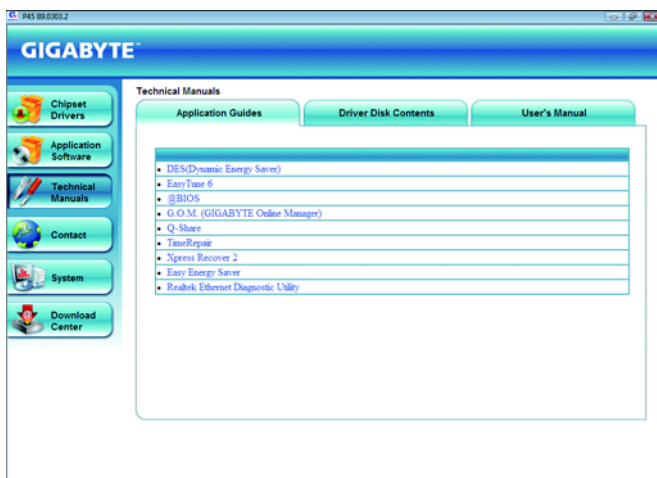 P45 B9.0303.2
GIGABYTE™
Chipset
Drivers
Application
Software
Technical
Manuals
Contact
System
Download
Center
Technical Manuals
Application Guides
Driver Disk Contents
User's Manual
• DES(Dynamic Energy Saver)
• EasyTune 6
• @BIOS
• G.O.M. (GIGABYTE Online Manager)
• Q-Share
• TimeRepair
• Xpress Recover 2
• Easy Energy Saver
• Realtek Ethernet Diagnostic Utility